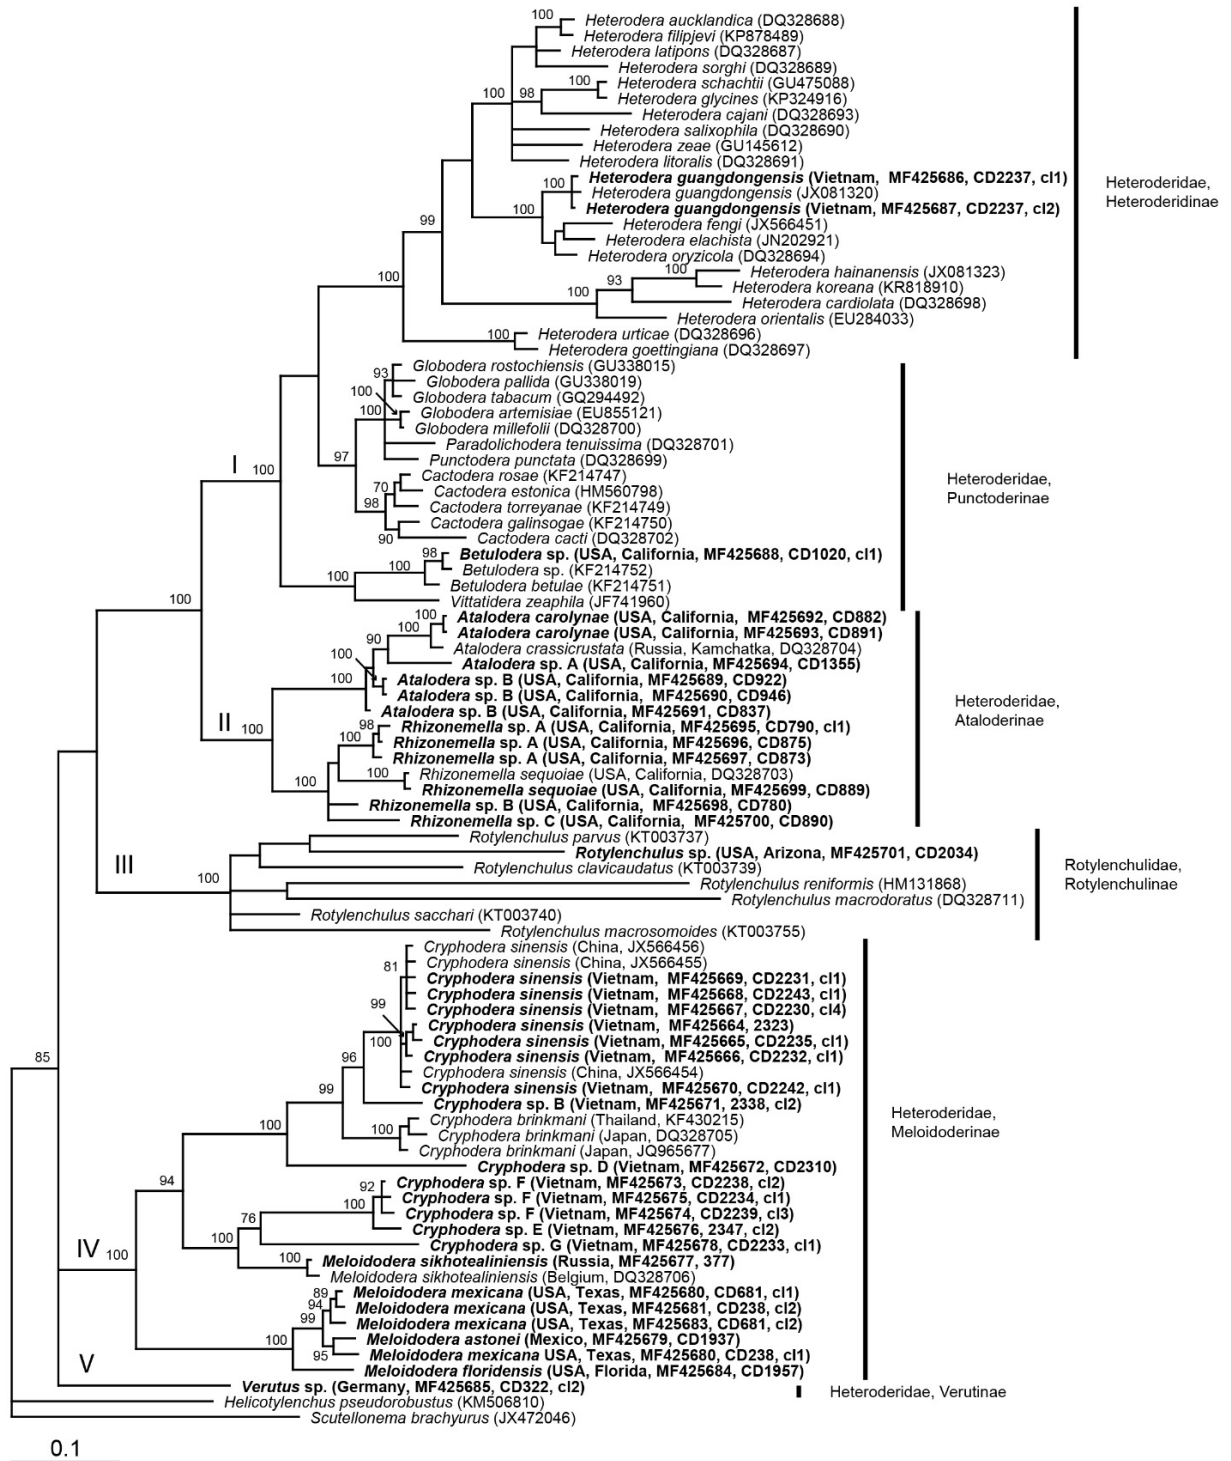 100
Heterodera aucklandica (DQ328688)
Heterodera filipjevi (KP878489)
Heterodera latipons (DQ328687)
Heterodera sorghi (DQ328689)
100
Heterodera schachtii (GU475088)
100
98
Heterodera glycines (KP324916)
Heterodera cajani (DQ328693)
Heterodera salixophila (DQ328690)
Heterodera zeae (GU145612)
Heterodera litoralis (DQ328691)
Heterodera guangdongensis (Vietnam, MF425686, CD2237, cl1)
100
Heterodera guangdongensis (JX081320)
Heteroderidae,
Heteroderidinae
100
Heterodera guangdongensis (Vietnam, MF425687, CD2237, cl2)
99
Heterodera fengi (JX566451)
Heterodera elachista (JN202921)
Heterodera oryzicola (DQ328694)
100
100
Heterodera hainanensis (JX081323)
93
Heterodera koreana (KR818910)
100
Heterodera cardiolata (DQ328698)
Heterodera orientalis (EU284033)
100
Heterodera urticae (DQ328696)
Heterodera goettingiana (DQ328697)
Globodera rostochiensis (GU338015)
93
Globodera pallida (GU338019)
100
Globodera tabacum (GQ294492)
100
Globodera artemisiae (EU855121)
Globodera millefolii (DQ328700)
Paradolichodera tenuissima (DQ328701)
97
Punctodera punctata (DQ328699)
I
100
Cactodera rosae (KF214747)
Heteroderidae,
Punctoderinae
70
Cactodera estonica (HM560798)
98
Cactodera torreyanae (KF214749)
Cactodera galinsogae (KF214750)
90
Cactodera cacti (DQ328702)
98
Betulodera sp. (USA, California, MF425688, CD1020, cl1)
100
Betulodera sp. (KF214752)
100
Betulodera betulae (KF214751)
100
Vittatidera zeaphila (JF741960)
100
Atalodera carolynae (USA, California, MF425692, CD882)
100
Atalodera carolynae (USA, California, MF425693, CD891)
90
Atalodera crassicrustata (Russia, Kamchatka, DQ328704)
100
Atalodera sp. A (USA, California, MF425694, CD1355)
100
Atalodera sp. B (USA, California, MF425689, CD922)
Atalodera sp. B (USA, California, MF425690, CD946)
Heteroderidae,
Ataloderinae
Atalodera sp. B (USA, California, MF425691, CD837)
II
100
98
Rhizonemella sp. A (USA, California, MF425695, CD790, cl1)
100
Rhizonemella sp. A (USA, California, MF425696, CD875)
Rhizonemella sp. A (USA, California, MF425697, CD873)
100
100
Rhizonemella sequoiae (USA, California, DQ328703)
Rhizonemella sequoiae (USA, California, MF425699, CD889)
Rhizonemella sp. B (USA, California, MF425698, CD780)
Rhizonemella sp. C (USA, California, MF425700, CD890)
Rotylenchulus parvus (KT003737)
Rotylenchulus sp. (USA, Arizona, MF425701, CD2034)
III
Rotylenchulus clavicaudatus (KT003739)
Rotylenchulidae,
Rotylenchulinae
100
Rotylenchulus reniformis (HM131868)
Rotylenchulus macrodoratus (DQ328711)
Rotylenchulus sacchari (KT003740)
Rotylenchulus macrosomoides (KT003755)
Cryphodera sinensis (China, JX566456)
81
Cryphodera sinensis (China, JX566455)
Cryphodera sinensis (Vietnam, MF425669, CD2231, cl1)
Cryphodera sinensis (Vietnam, MF425668, CD2243, cl1)
99
Cryphodera sinensis (Vietnam, MF425667, CD2230, cl4)
Cryphodera sinensis (Vietnam, MF425664, 2323)
100
Cryphodera sinensis (Vietnam, MF425665, CD2235, cl1)
85
96
Cryphodera sinensis (Vietnam, MF425666, CD2232, cl1)
Cryphodera sinensis (China, JX566454)
99
Cryphodera sinensis (Vietnam, MF425670, CD2242, cl1)
Cryphodera sp. B (Vietnam, MF425671, 2338, cl2)
Heteroderidae,
Meloidoderinae
100
100
Cryphodera brinkmani (Thailand, KF430215)
Cryphodera brinkmani (Japan, DQ328705)
Cryphodera brinkmani (Japan, JQ965677)
Cryphodera sp. D (Vietnam, MF425672, CD2310)
94
92
Cryphodera sp. F (Vietnam, MF425673, CD2238, cl2)
100
Cryphodera sp. F (Vietnam, MF425675, CD2234, cl1)
76
Cryphodera sp. F (Vietnam, MF425674, CD2239, cl3)
Cryphodera sp. E (Vietnam, MF425676, 2347, cl2)
100
Cryphodera sp. G (Vietnam, MF425678, CD2233, cl1)
IV
100
100
Meloidodera sikhotealiniensis (Russia, MF425677, 377)
Meloidodera sikhotealiniensis (Belgium, DQ328706)
89
Meloidodera mexicana (USA, Texas, MF425680, CD681, cl1)
94
Meloidodera mexicana (USA, Texas, MF425681, CD238, cl2)
99
Meloidodera mexicana (USA, Texas, MF425683, CD681, cl2)
100
Meloidodera astonei (Mexico, MF425679, CD1937)
95
Meloidodera mexicana USA, Texas, MF425680, CD238, cl1)
V
Meloidodera floridensis (USA, Florida, MF425684, CD1957)
Verutus sp. (Germany, MF425685, CD322, cl2)
Heteroderidae, Verutinae
Helicotylenchus pseudorobustus (KM506810)
Scutellonema brachyurus (JX472046)
0.1